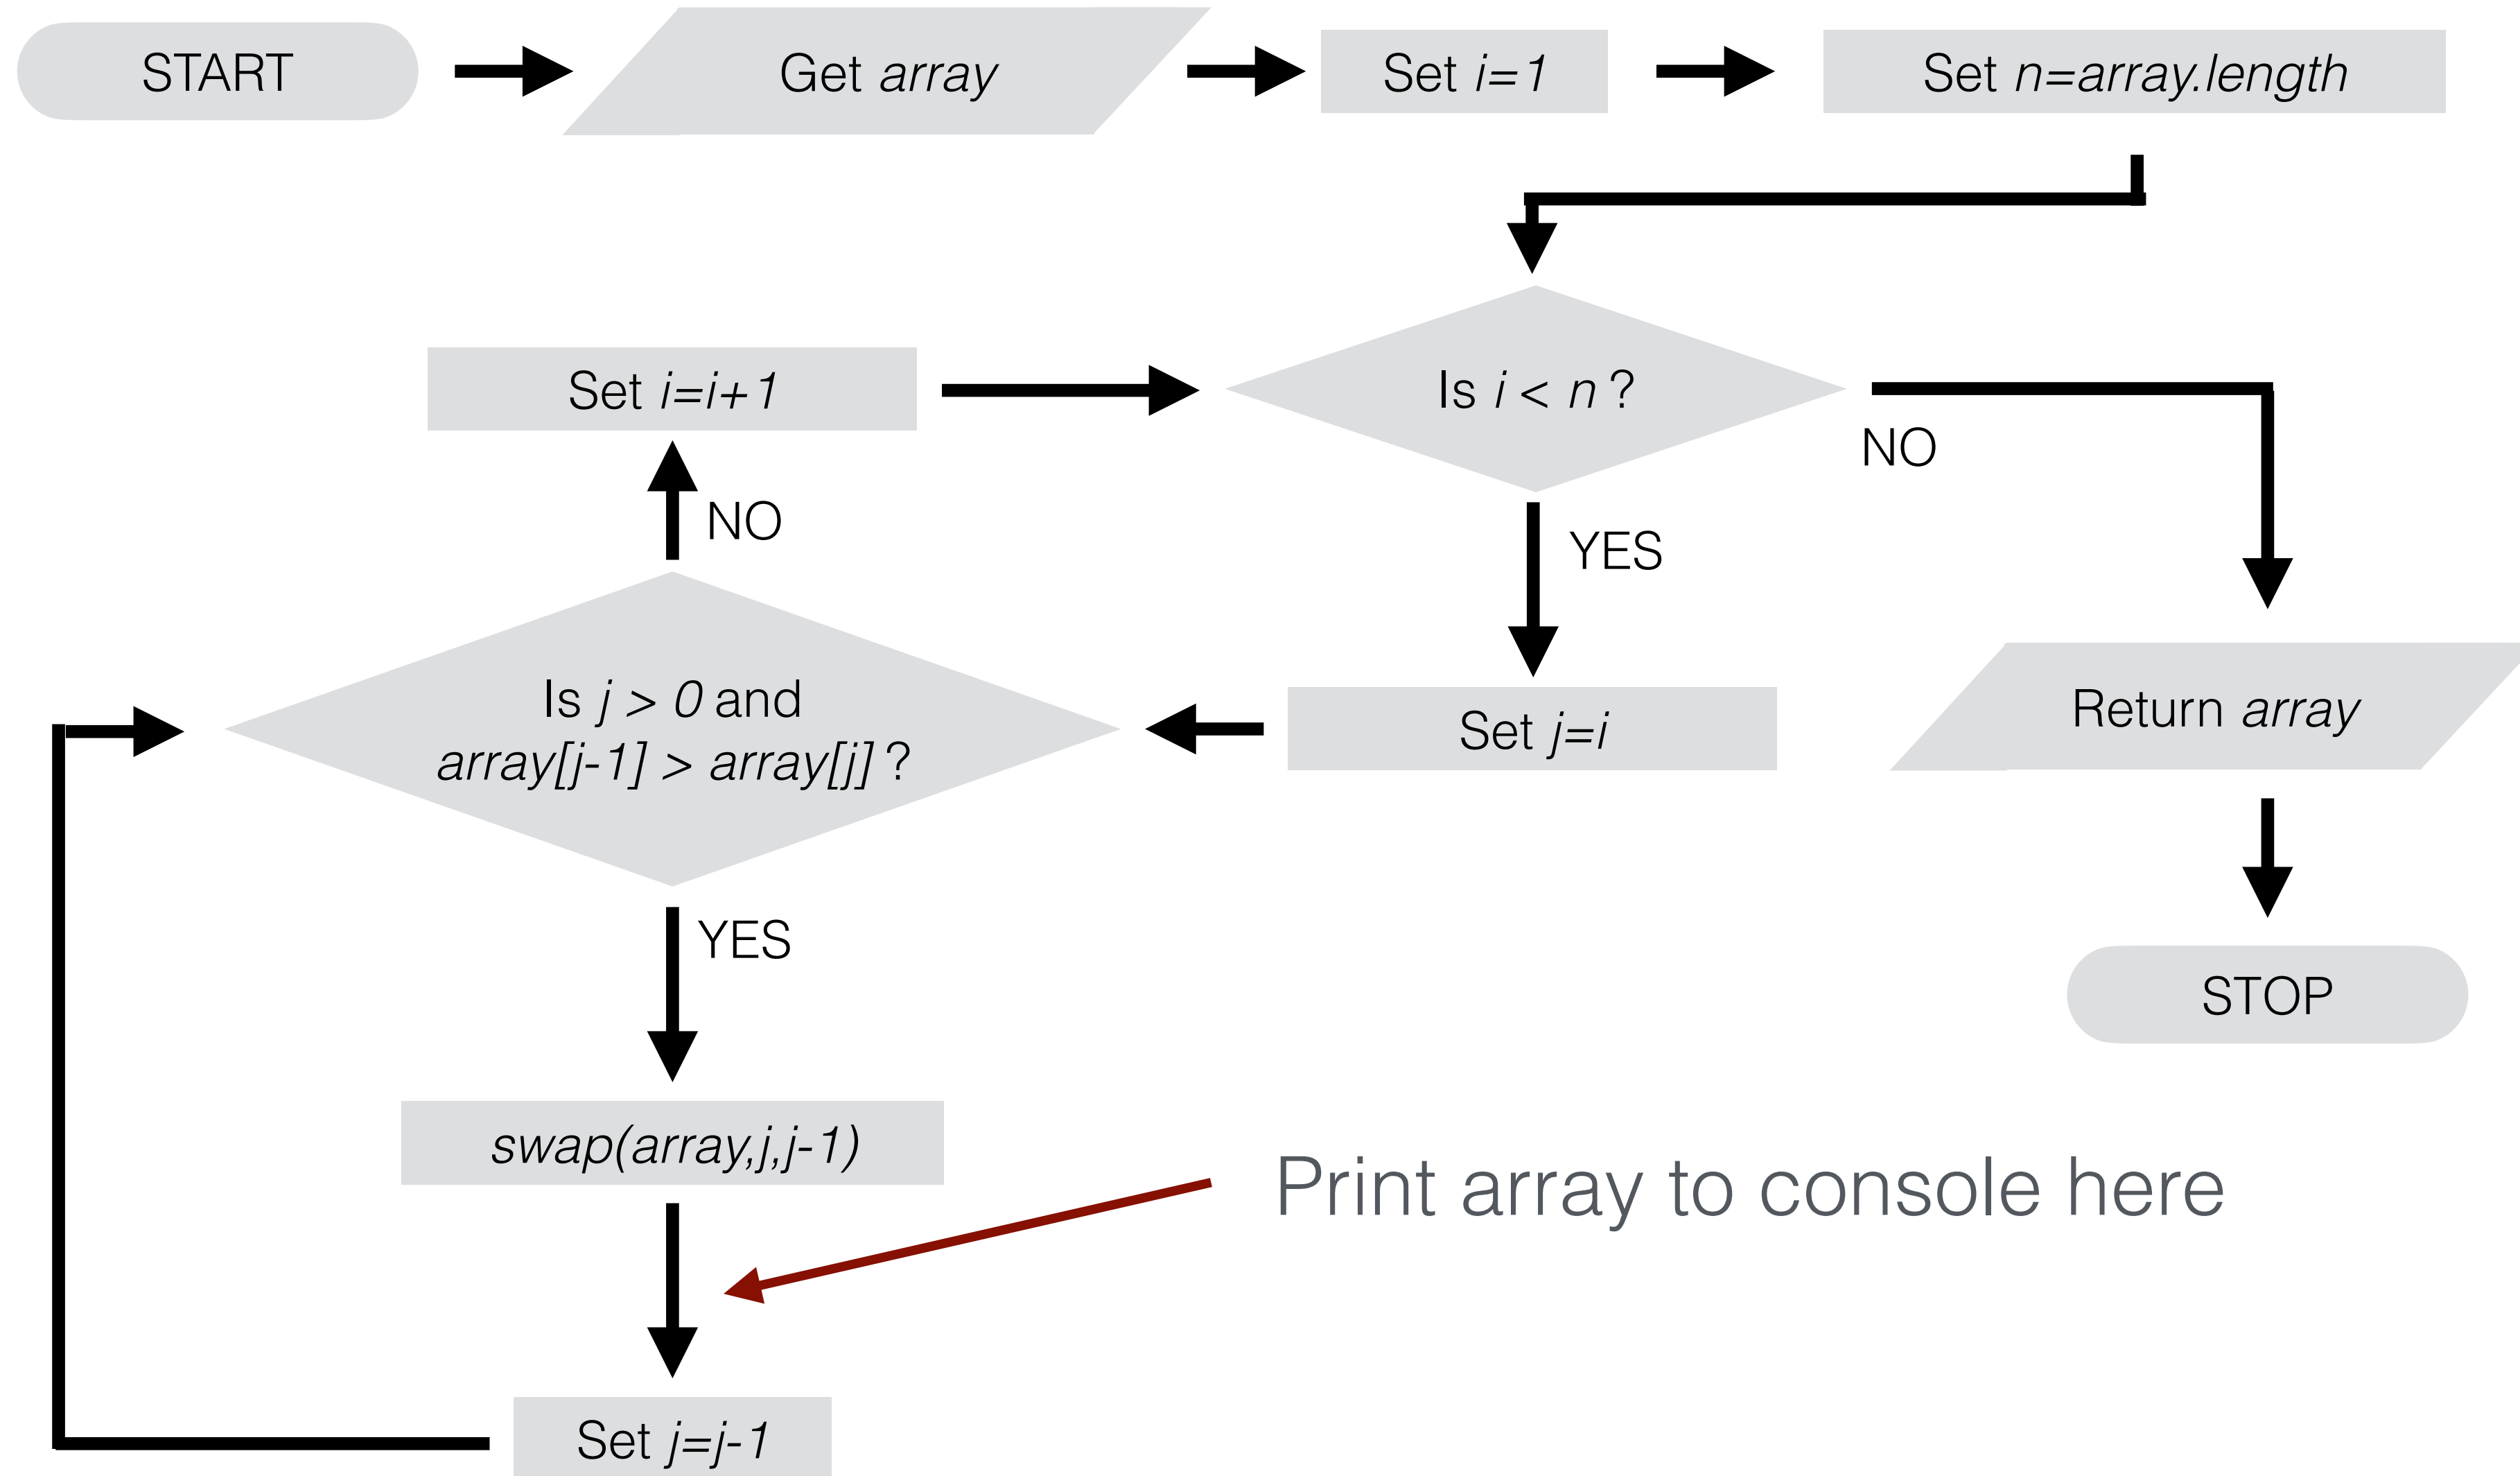 START
Get array
Set i=1
Set n=array.length
Set i=i+1
Is i < n ?
NO
NO
YES
Is j > 0 and
array[j-1] > array[j] ?
Set j=i
Return array
YES
STOP
swap(array,j,j-1)
Print array to console here
Set j=j-1